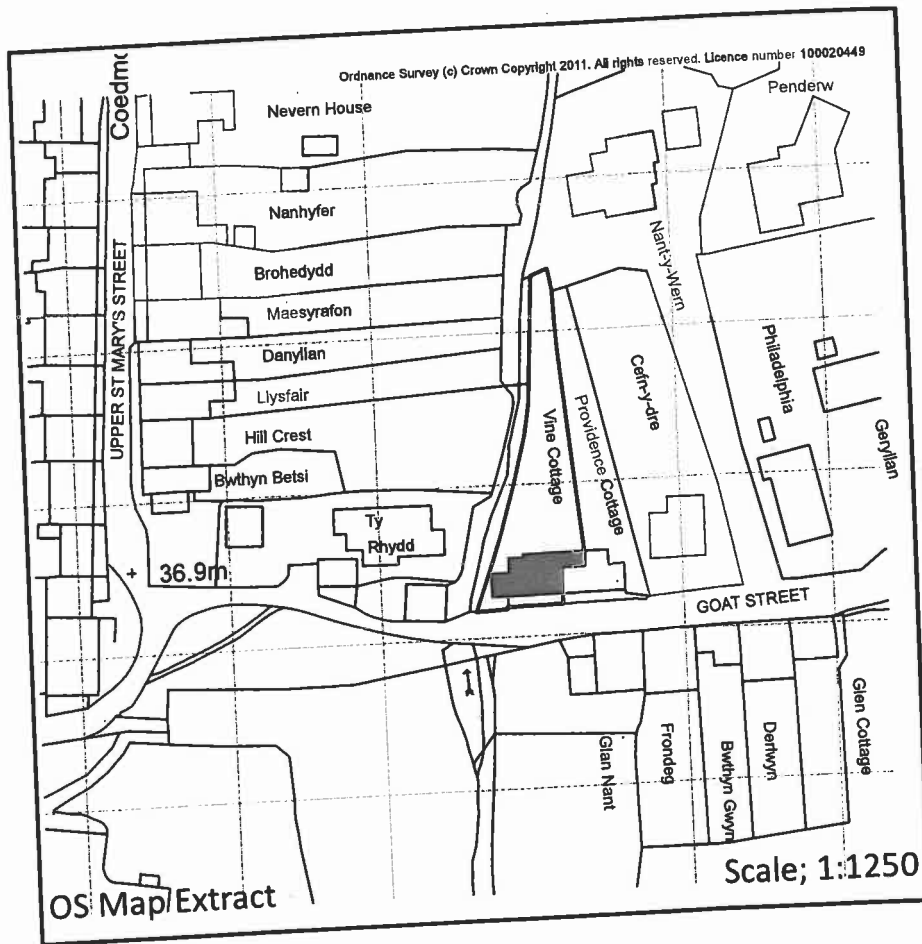 Ordnance Survey (c) Crown Copyright 2011. All rights reserved. Licence number 100020449
Coedmo
Nevern House
Penderw
Nanhyfer
Nant-y-Wern
Brohedydd
UPPER ST MARY'S STREET
Maesyrafon
Danyllan
Philadelphia
Cefn-y-dre
Llysfair
Vine Cottage
Providence Cottage
Geryllan
Hill Crest
Bwthyn Betsi
Ty
Rhydd
+ 36.9m
GOAT STREET
Glan Nant
Frondeg
Bwthyn Gwyn
Derlwyn
Glen Cottage
OS Map Extract
Scale; 1:1250